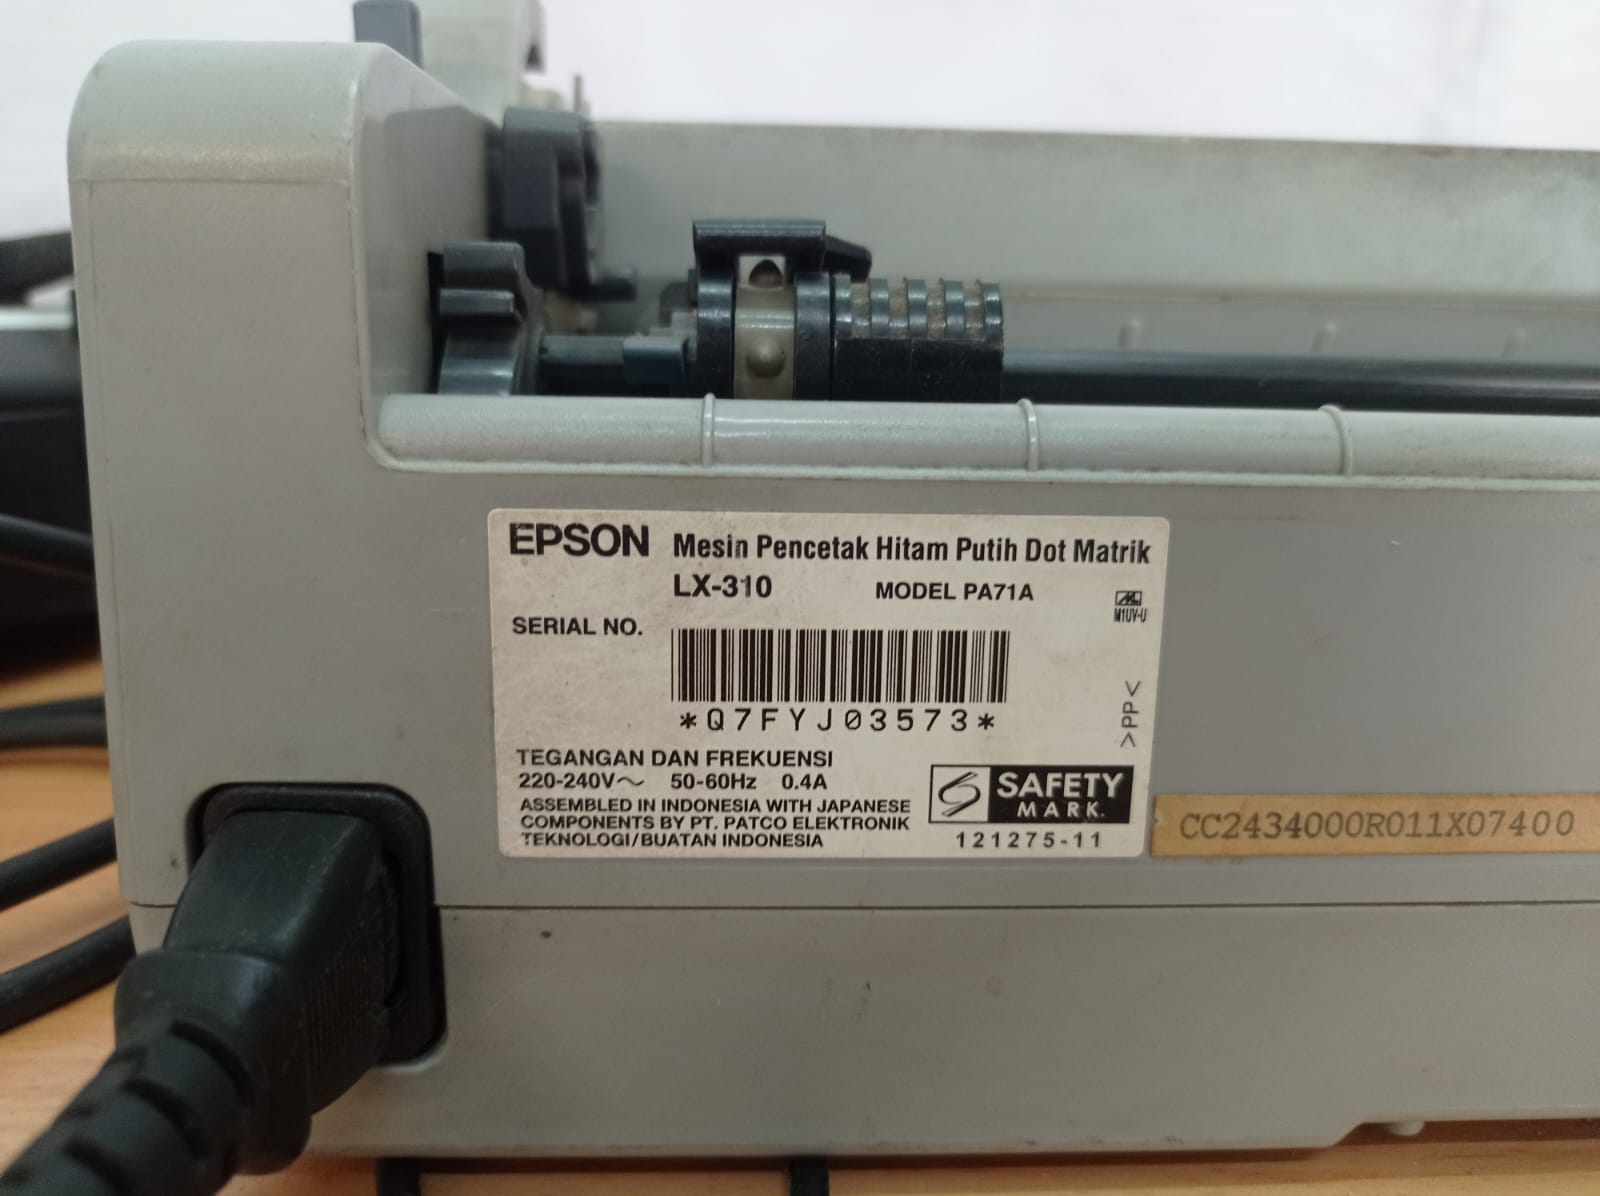 EPSON Mesin Pencetak Hitam Putih Dot Matrik
LX-310 MODEL PA71A
M1UV-U
SERIAL NO.
*Q7FYJ03573*
>PP<
TEGANGAN DAN FREKUENSI
220-240V~ 50-60Hz 0.4A
ASSEMBLED IN INDONESIA WITH JAPANESE
COMPONENTS BY PT. PATCO ELEKTRONIK
TEKNOLOGI/BUATAN INDONESIA
SAFETY
MARK.
121275-11
CC2434000R011X07400